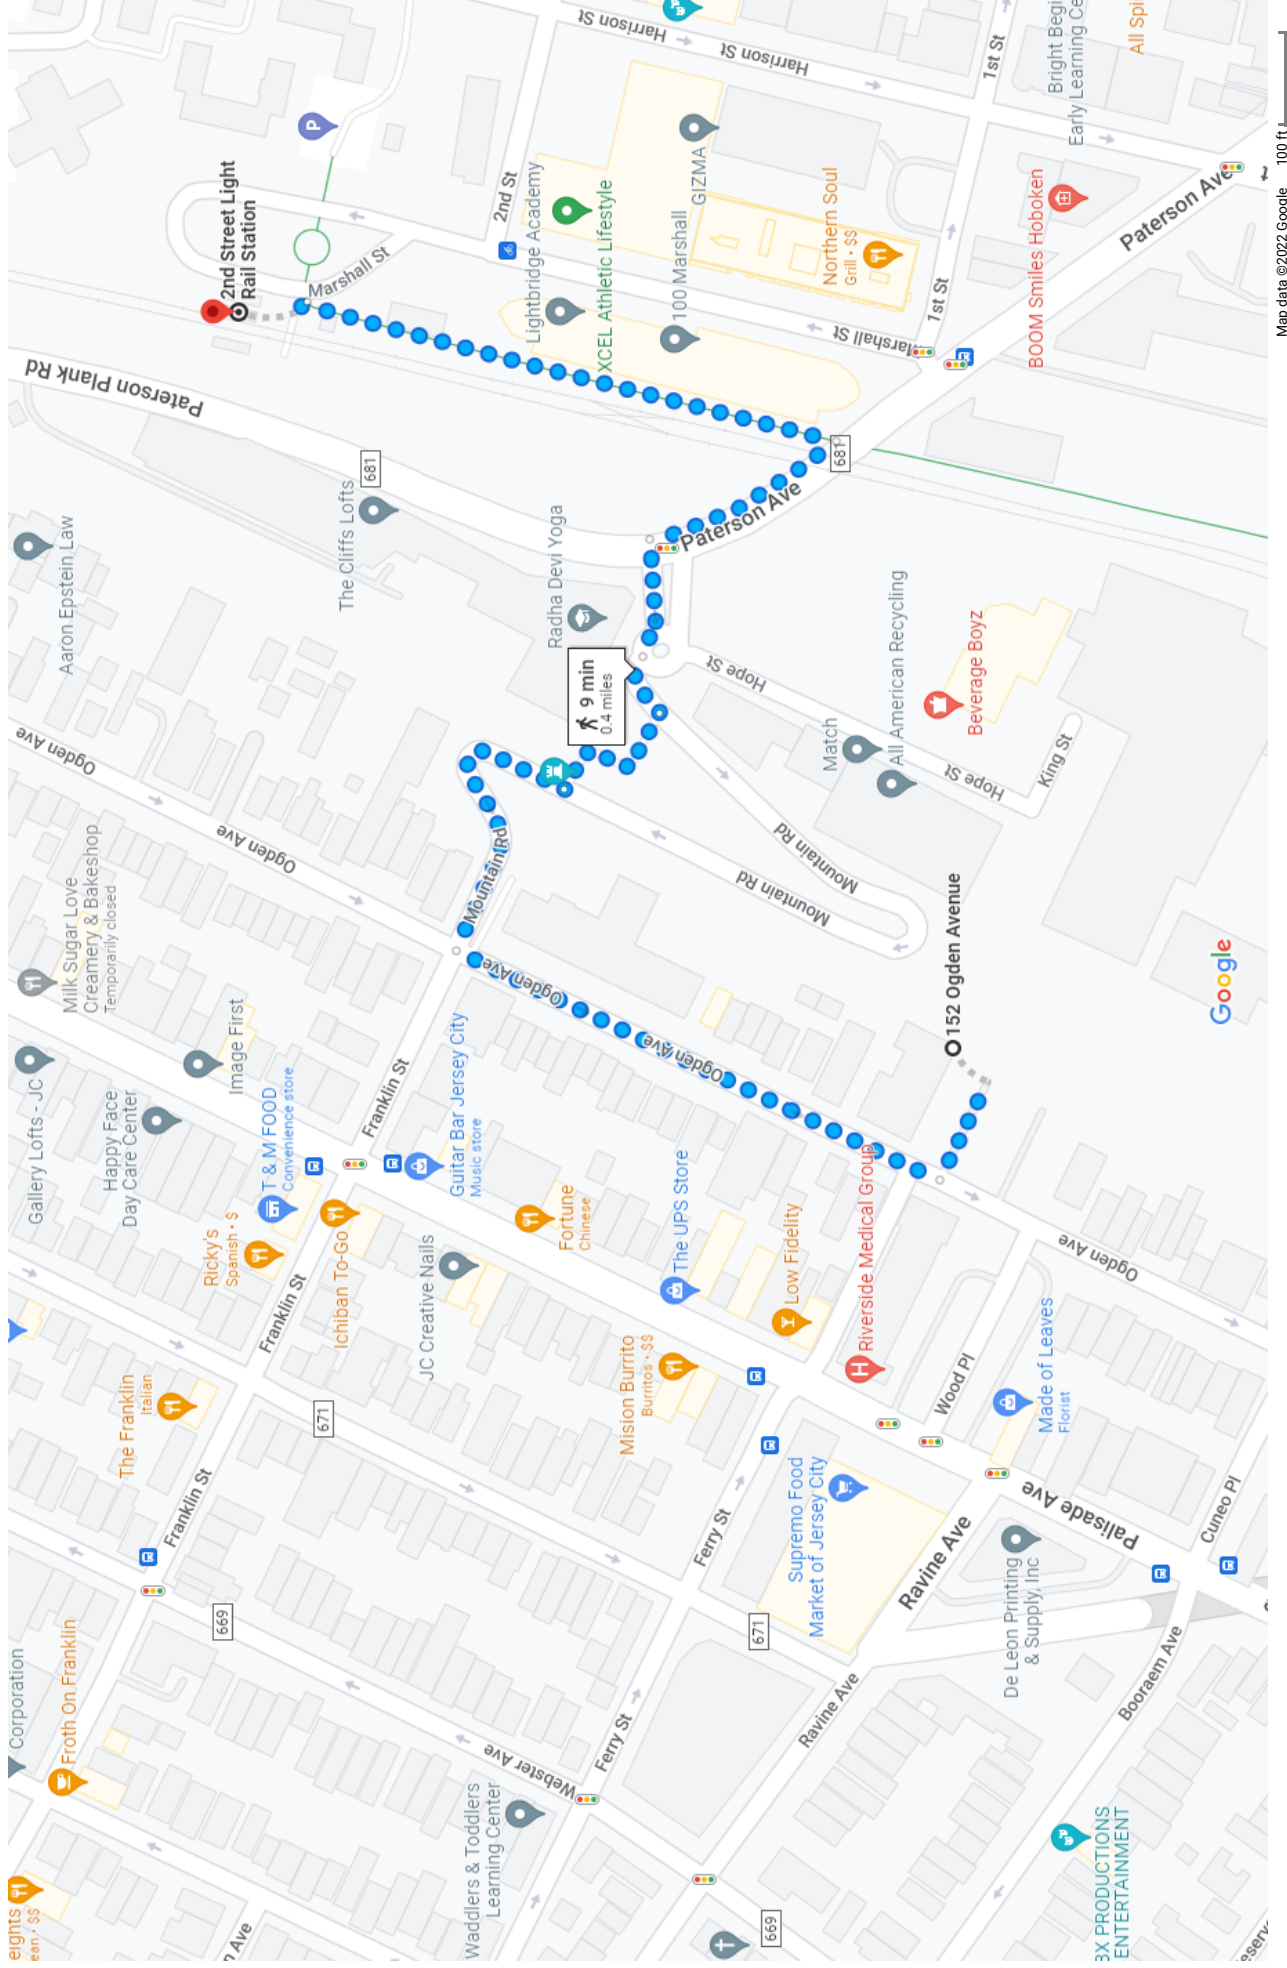 2nd Street Light
Rail Station
Marshall St
2nd St
Harrison St
Harrison St
1st St
Bright Begi
Early Learning Ce
All Spi
P
Lightbridge Academy
XCEL Athletic Lifestyle
GIZMA
100 Marshall
Northern Soul
Grill • $$
1st St
Marshall St
BOOM Smiles Hoboken
Paterson Ave
Paterson Plank Rd
681
681
Paterson Ave
The Cliffs Lofts
Aaron Epstein Law
Radha Devi Yoga
9 min
0.4 miles
Hope St
Hope St
King St
All American Recycling
Match
Beverage Boyz
Mountain Rd
Mountain Rd
Mountain Rd
Ogden Ave
Ogden Ave
Ogden Ave
Ogden Ave
Ogden Ave
Ogden Ave
152 Ogden Avenue
Google
Map data ©2022 Google
100 ft
Milk Sugar Love
Creamery & Bakeshop
Temporarily closed
Gallery Lofts - JC
Happy Face
Day Care Center
Image First
T & M FOOD
Convenience store
Franklin St
Guitar Bar Jersey City
Music store
Ricky's
Spanish • $
Franklin St
Ichiban To-Go
JC Creative Nails
Fortune
Chinese
The UPS Store
Low Fidelity
Riverside Medical Group
H
Mision Burrito
Burritos • $$
Wood Pl
Made of Leaves
Florist
The Franklin
Italian
671
Franklin St
Ferry St
Supremo Food
Market of Jersey City
671
Ravine Ave
Palisade Ave
Cuneo Pl
De Leon Printing
& Supply, Inc
Booraem Ave
Ravine Ave
669
Froth On Franklin
Corporation
Webster Ave
Ferry St
Waddlers & Toddlers
Learning Center
669
BX PRODUCTIONS
ENTERTAINMENT
eights
ean • $$
n Ave